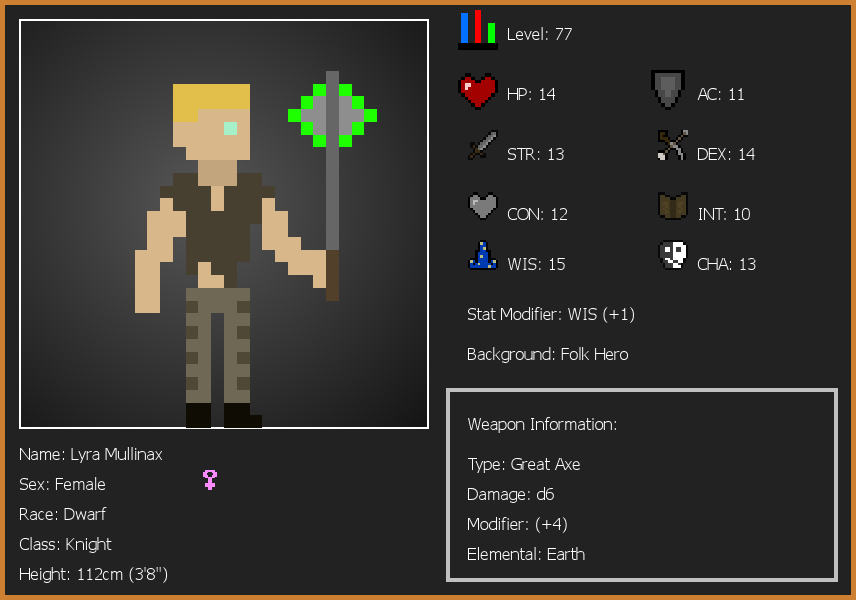 Level: 77
HP: 14
AC: 11
STR: 13
DEX: 14
CON: 12
INT: 10
WIS: 15
CHA: 13
Stat Modifier: WIS (+1)
Background: Folk Hero
Name: Lyra Mullinax
Sex: Female
Race: Dwarf
Class: Knight
Height: 112cm (3'8")
Weapon Information:
Type: Great Axe
Damage: d6
Modifier: (+4)
Elemental: Earth